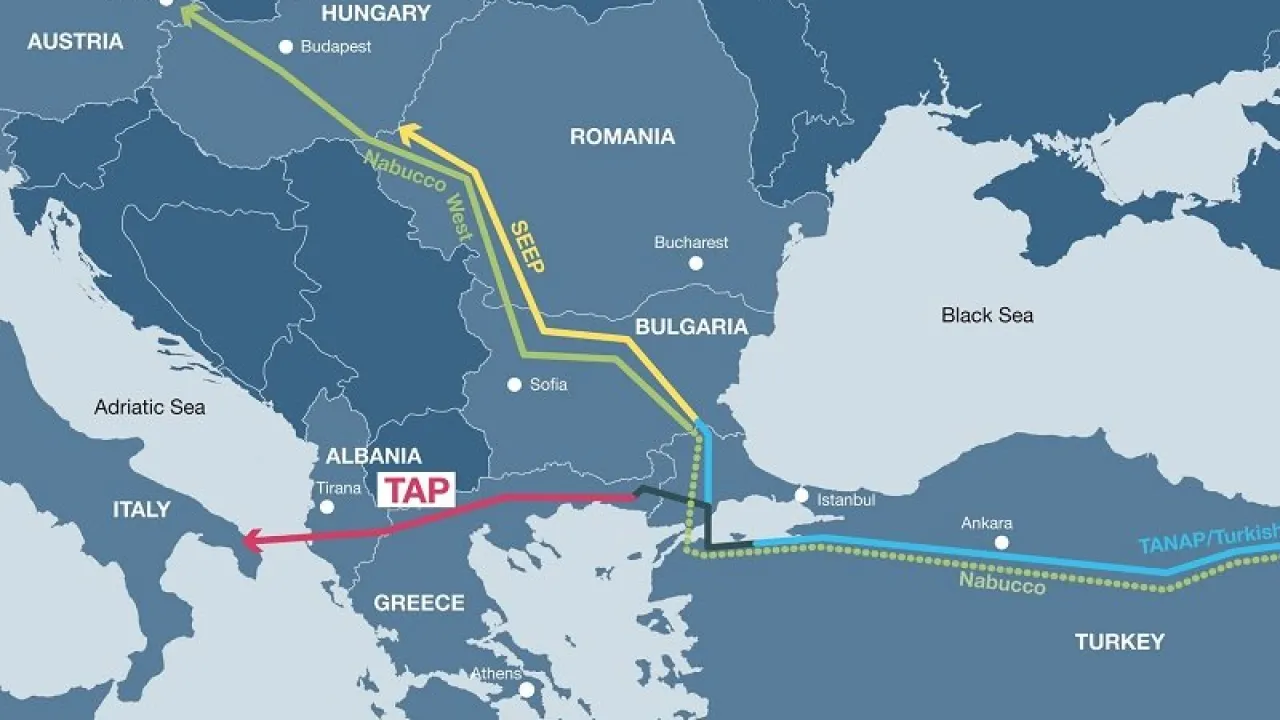 HUNGARY
AUSTRIA
Budapest
ROMANIA
Nabucco West
SEEP
Bucharest
Black Sea
BULGARIA
Sofia
Adriatic Sea
ALBANIA
TAP
Tirana
ITALY
Istanbul
Ankara
TANAP/Turkish
Nabucco
GREECE
TURKEY
Athens